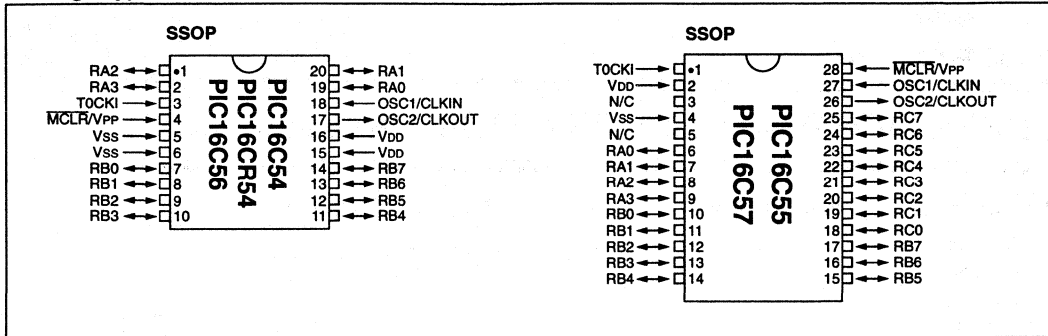 SSOP
RA2 •1 20 RA1
RA3 2 19 RA0
T0CKI 3 18 OSC1/CLKIN
MCLR/VPP 4 17 OSC2/CLKOUT
VSS 5 16 VDD
VSS 6 15 VDD
RB0 7 14 RB7
RB1 8 13 RB6
RB2 9 12 RB5
RB3 10 11 RB4
PIC16C54
PIC16CR54
PIC16C56
SSOP
T0CKI •1 28 MCLR/VPP
VDD 2 27 OSC1/CLKIN
N/C 3 26 OSC2/CLKOUT
VSS 4 25 RC7
N/C 5 24 RC6
RA0 6 23 RC5
RA1 7 22 RC4
RA2 8 21 RC3
RA3 9 20 RC2
RB0 10 19 RC1
RB1 11 18 RC0
RB2 12 17 RB7
RB3 13 16 RB6
RB4 14 15 RB5
PIC16C55
PIC16C57